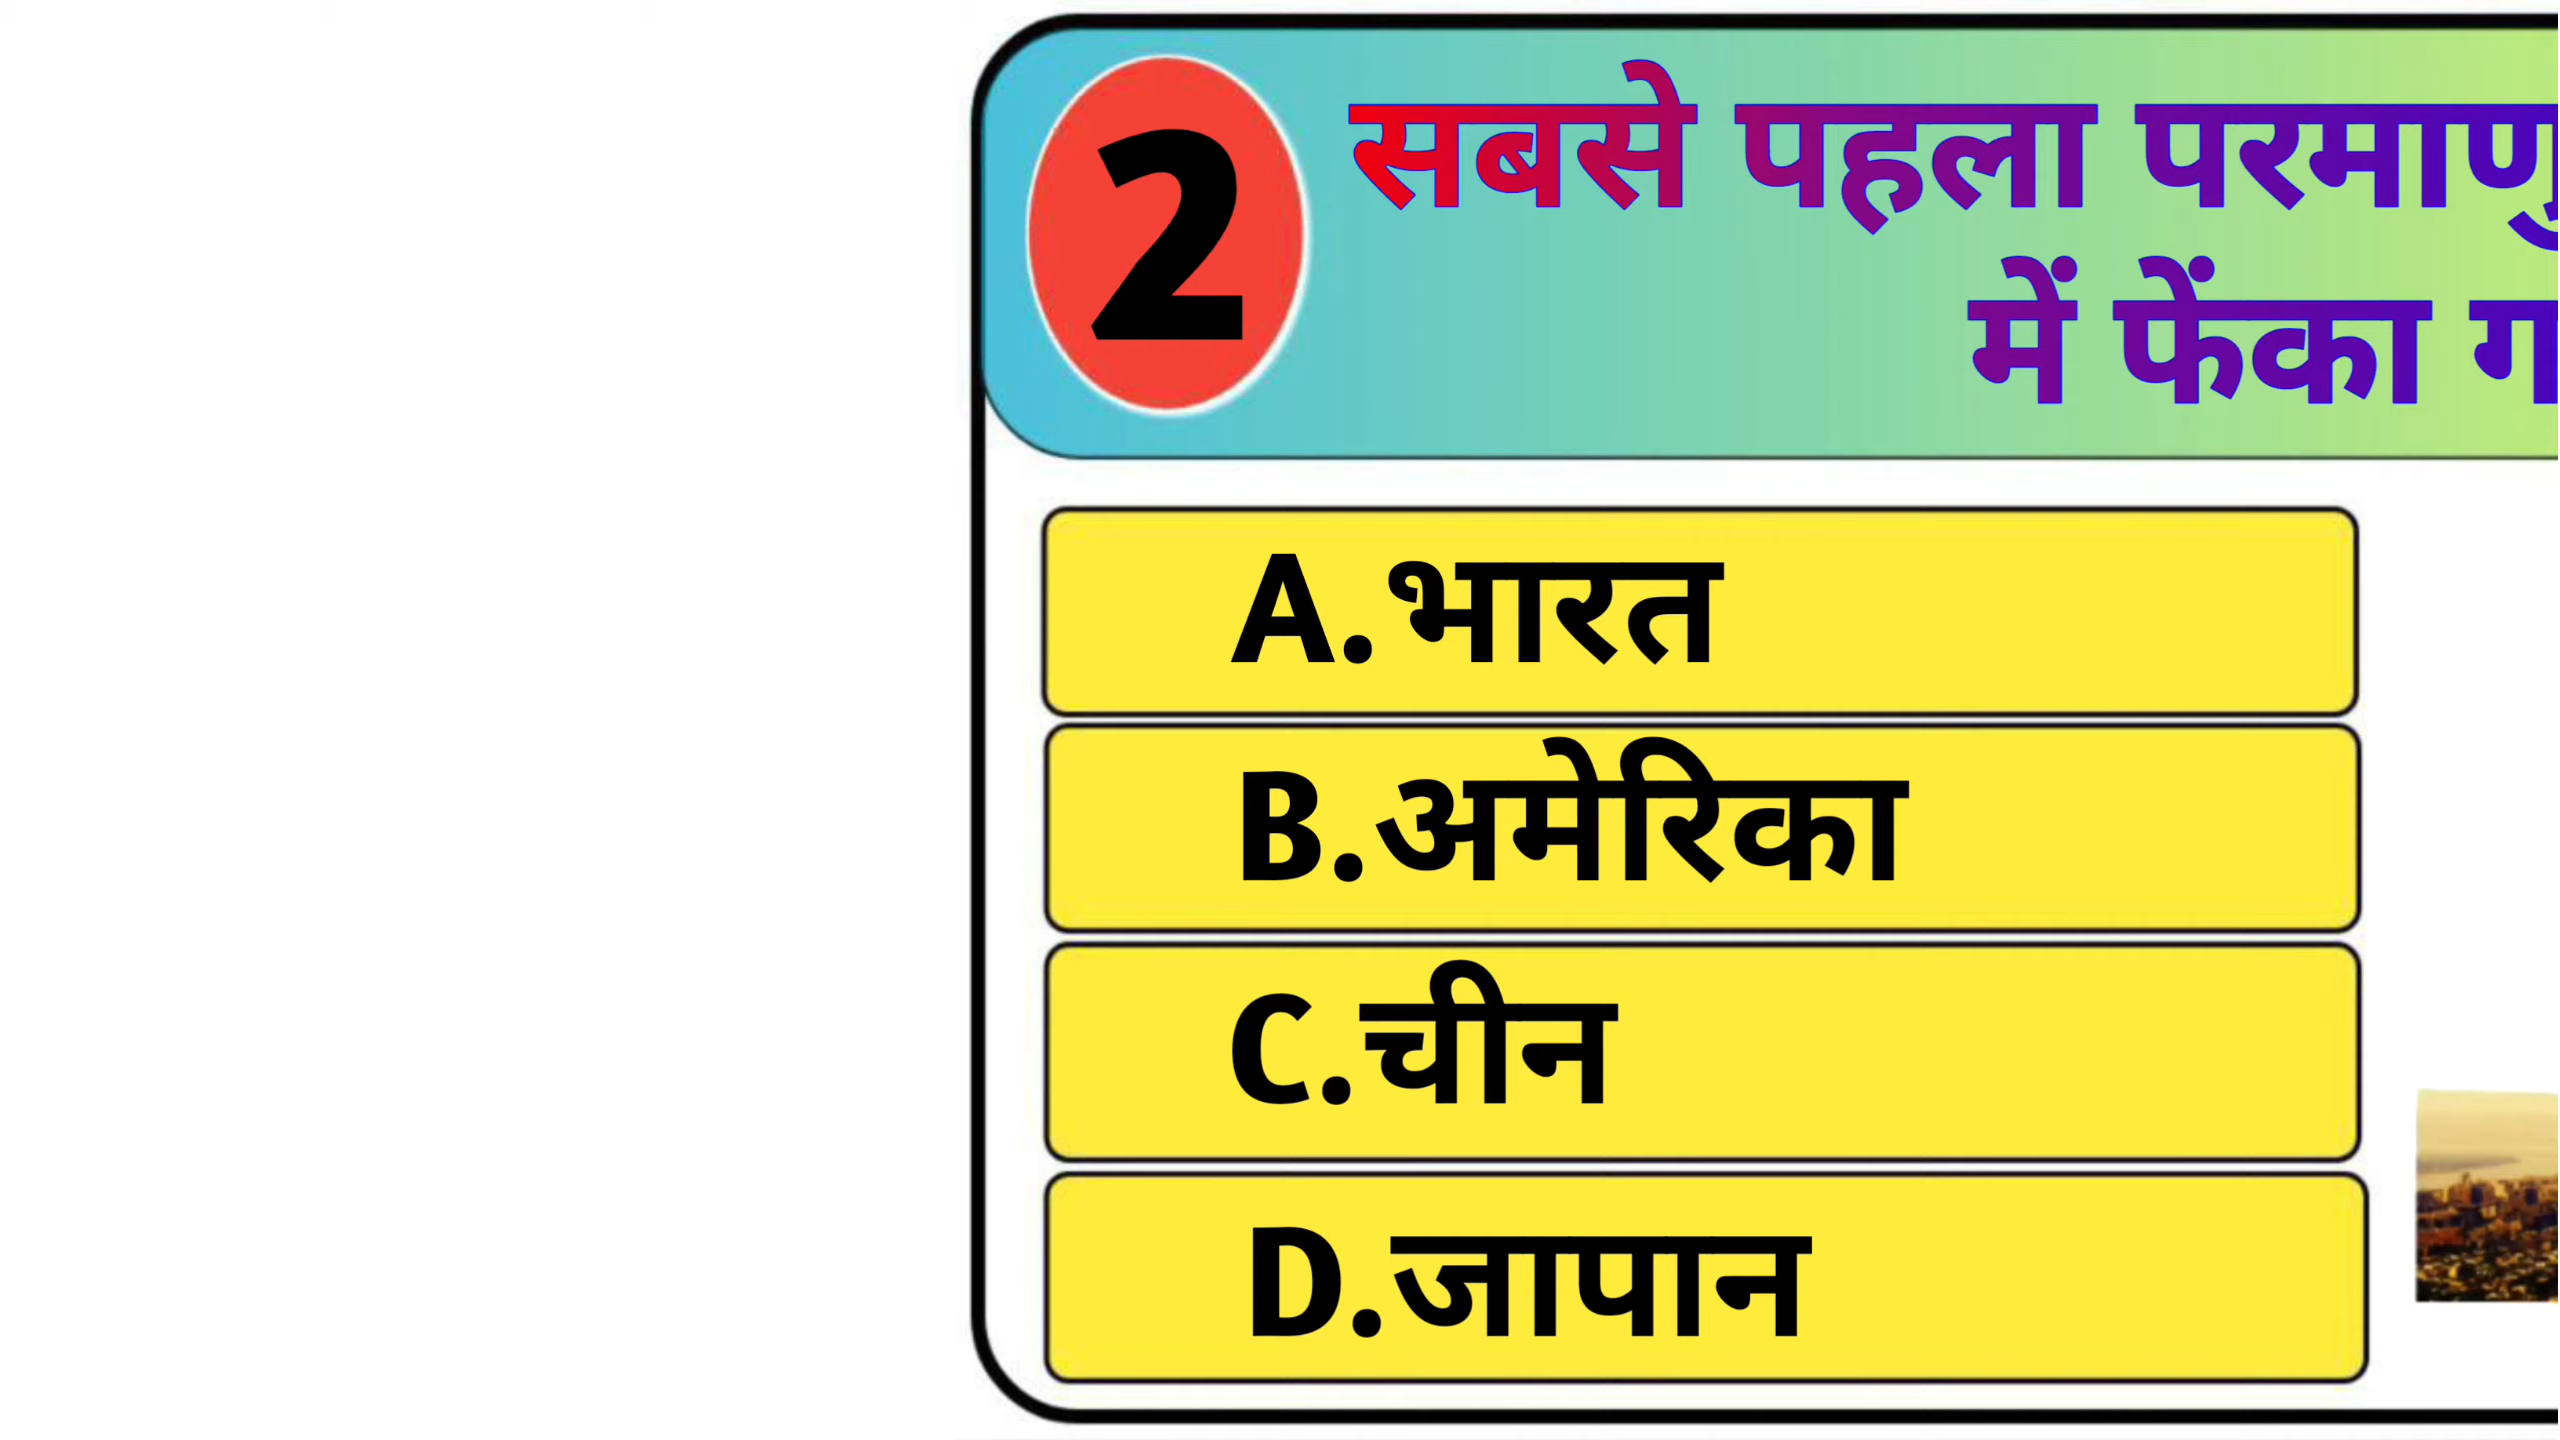 2
सबसे पहला परमाणु
में फेंका
A.भारत
B.अमेरिका
C.चीन
D.जापान